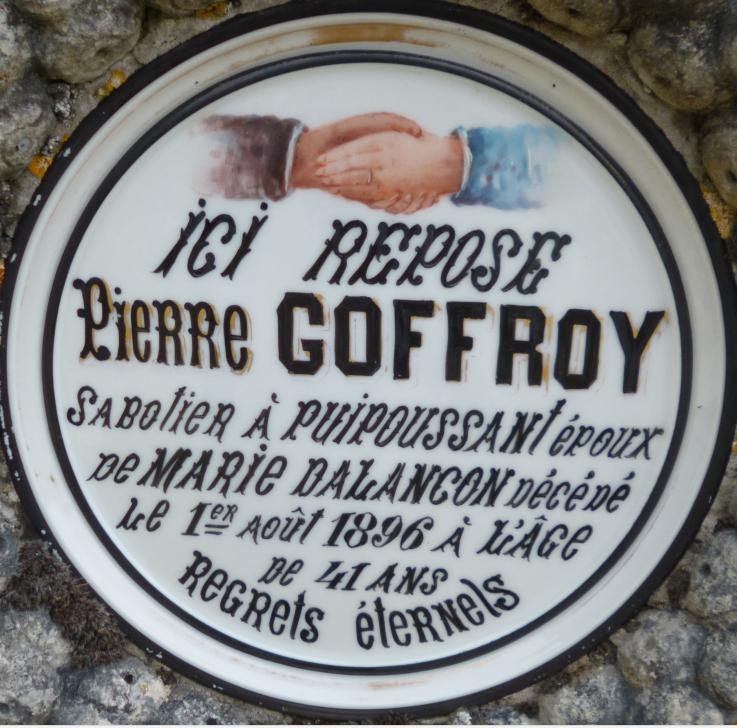 ici REPOSE
Pierre GOFFROY
Sabotier à Puipoussant époux
de MARIE DALANCON décédé
le 1er août 1896 à l'âge
de 41 ans
Regrets éternels